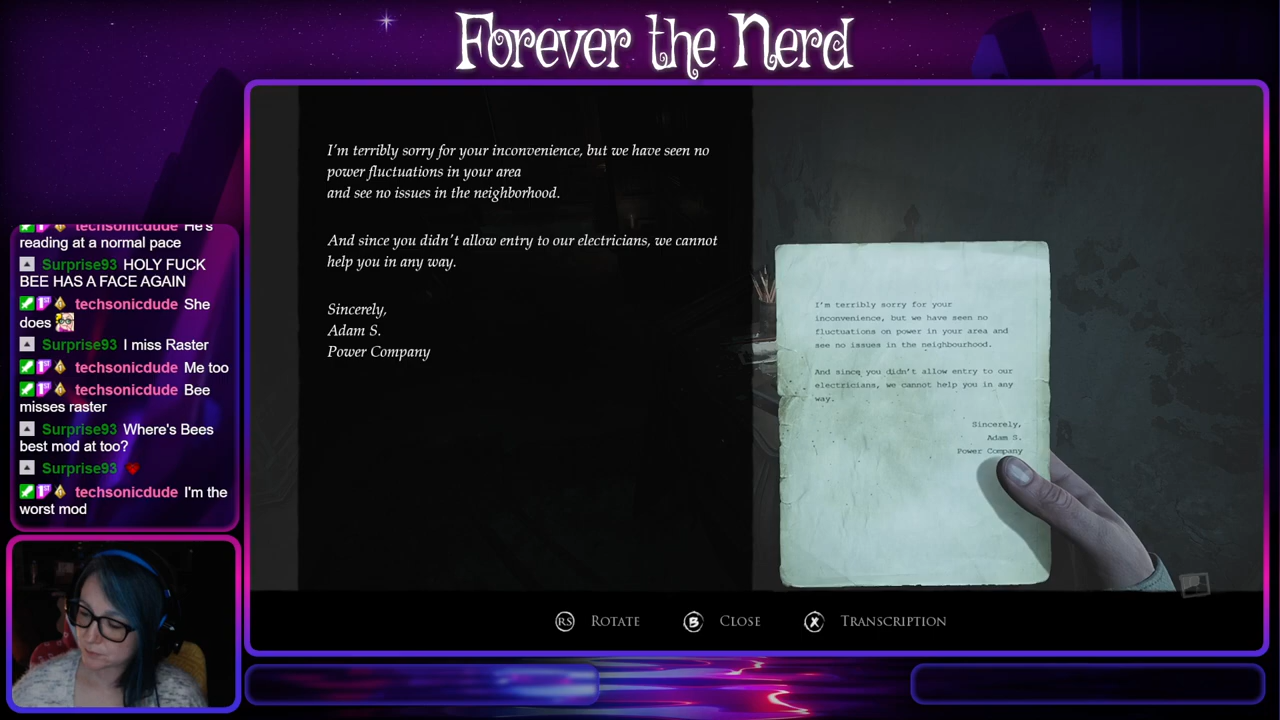 Forever the Nerd
techsonicdude He's
reading at a normal pace
Surprise93 HOLY FUCK
BEE HAS A FACE AGAIN
techsonicdude She
does
Surprise93 I miss Raster
techsonicdude Me too
techsonicdude Bee
misses raster
Surprise93 Where's Bees
best mod at too?
Surprise93
techsonicdude I'm the
worst mod
I'm terribly sorry for your inconvenience, but we have seen no
power fluctuations in your area
and see no issues in the neighborhood.
And since you didn't allow entry to our electricians, we cannot
help you in any way.
Sincerely,
Adam S.
Power Company
I'm terribly sorry for your
inconvenience, but we have seen no
fluctuations on power in your area and
see no issues in the neighbourhood.
And since you didn't allow entry to our
electricians, we cannot help you in any
way.
Sincerely,
Adam S.
Power Company
RS ROTATE B CLOSE X TRANSCRIPTION